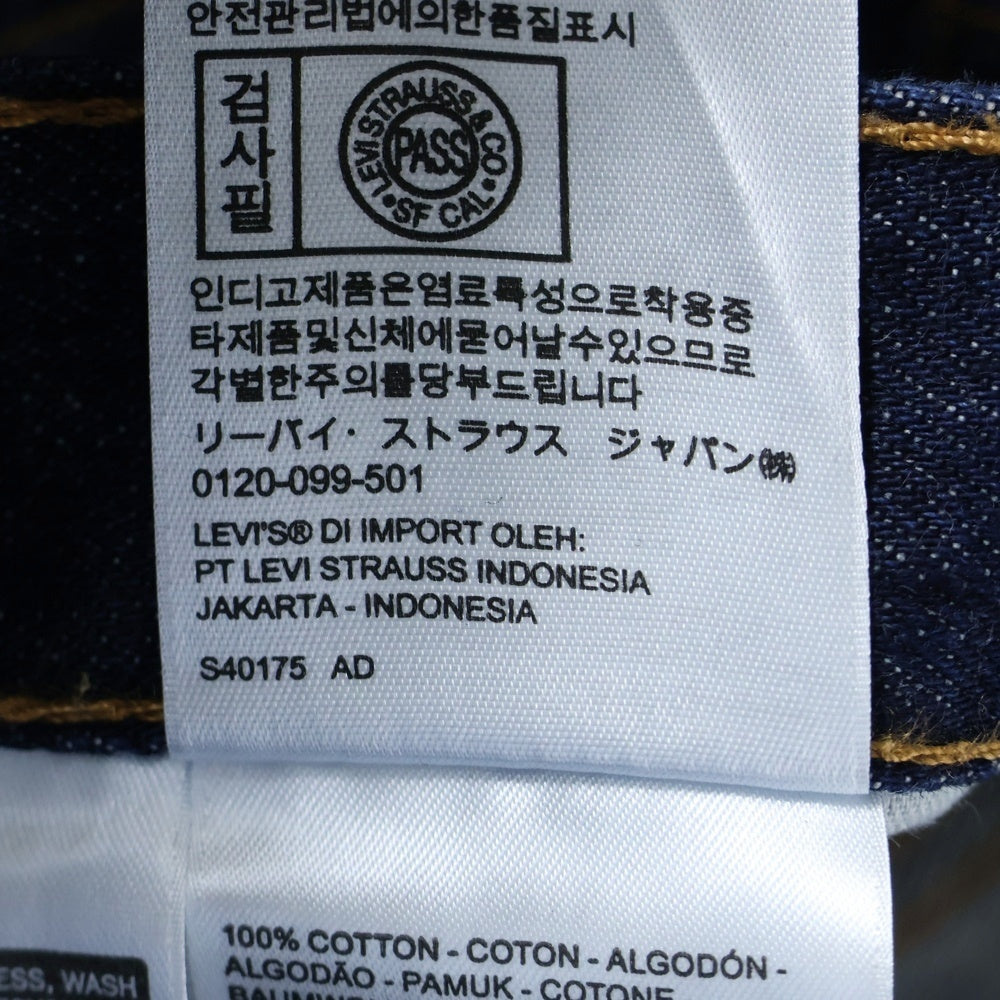 안전관리법에의한품질표시
검사필
LEVI STRAUSS & CO
PASS
SF CAL
인디고제품은염료특성으로착용중
타제품및신체에묻어날수있으므로
각별한주의를당부드립니다
リーバイ・ストラウス ジャパン㈱
0120-099-501
LEVI'S® DI IMPORT OLEH:
PT LEVI STRAUSS INDONESIA
JAKARTA - INDONESIA
S40175 AD
100% COTTON - COTON - ALGODÓN -
ALGODÃO - PAMUK - COTONE
ESS, WASH